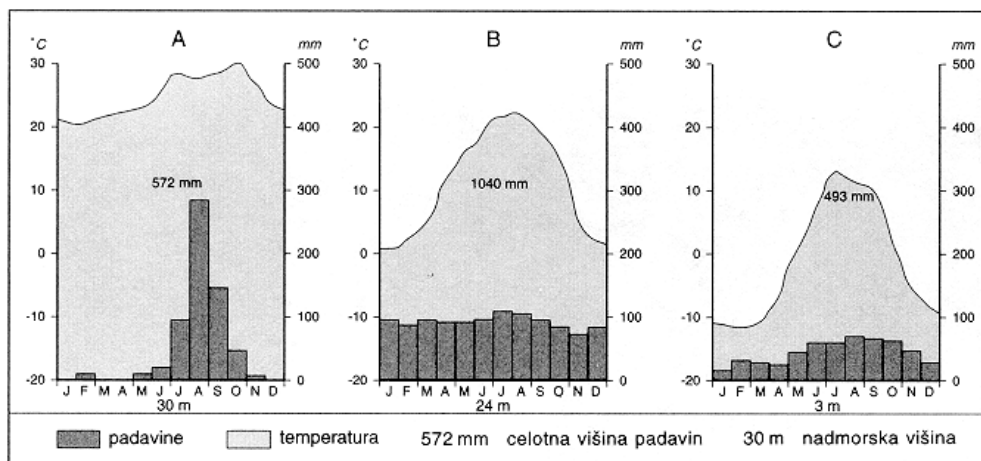 A B C
°C mm °C mm °C mm
30 500 30 500 30 500
20 400 20 400 20 400
572 mm 1040 mm 493 mm
10 300 10 300 10 300
0 200 0 200 0 200
-10 100 -10 100 -10 100
-20 0 -20 0 -20 0
J F M A M J J A S O N D J F M A M J J A S O N D J F M A M J J A S O N D
30 m 24 m 3 m
padavine temperatura 572 mm celotna višina padavin 30 m nadmorska višina